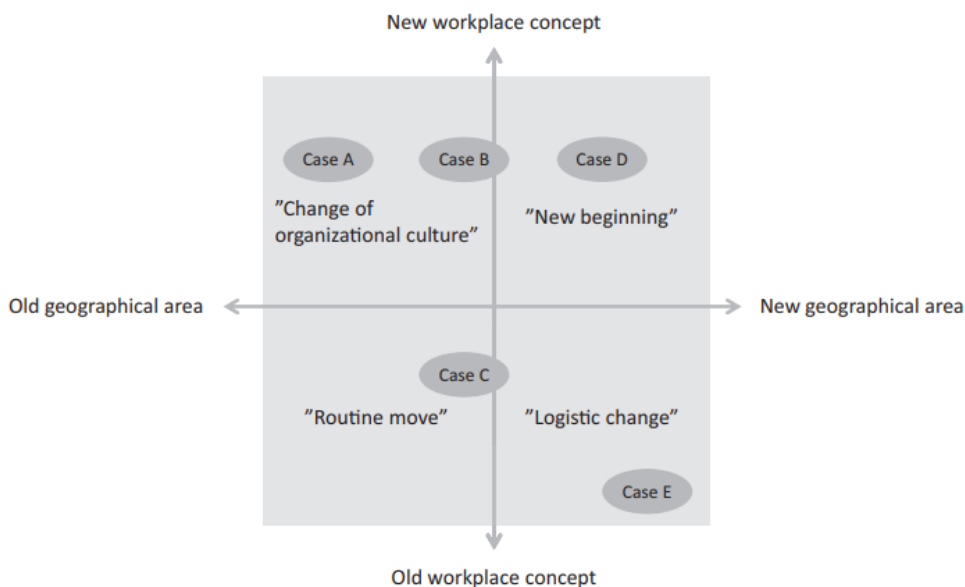 New workplace concept
Case A
Case B
Case D
”Change of
organizational culture”
”New beginning”
Old geographical area
New geographical area
Case C
”Routine move”
”Logistic change”
Case E
Old workplace concept